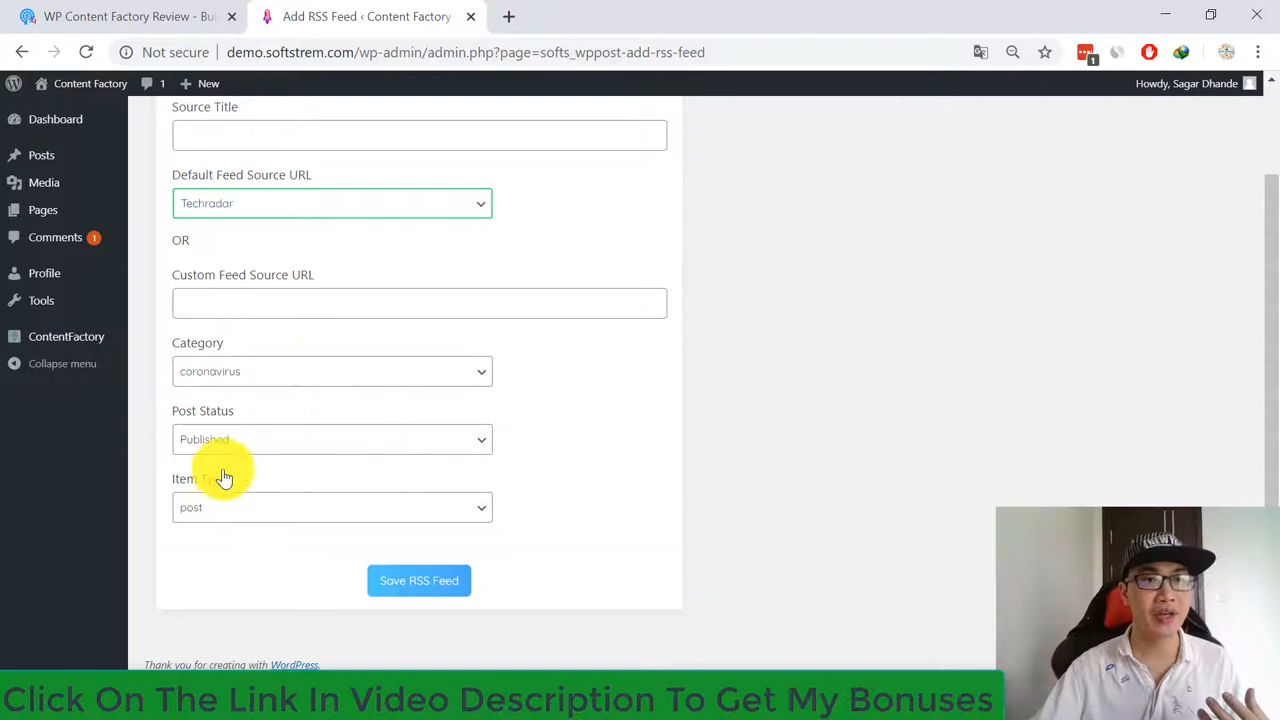 WP Content Factory Review - Bui
Add RSS Feed ‹ Content Factory
Not secure
demo.softstrem.com/wp-admin/admin.php?page=softs_wppost-add-rss-feed
1
Content Factory
1
New
Howdy, Sagar Dhande
Dashboard
Posts
Media
Pages
Comments 1
Profile
Tools
ContentFactory
Collapse menu
Source Title
Default Feed Source URL
Techradar
OR
Custom Feed Source URL
Category
coronavirus
Post Status
Published
Item
post
Save RSS Feed
Thank you for creating with WordPress.
Click On The Link In Video Description To Get My Bonuses